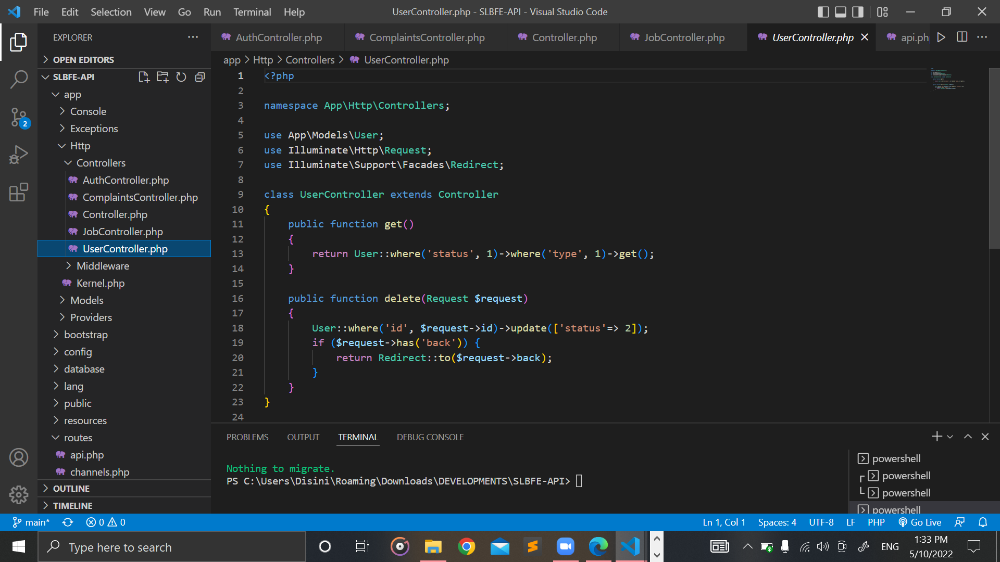 File Edit Selection View Go Run Terminal Help
UserController.php - SLBFE-API - Visual Studio Code
EXPLORER
OPEN EDITORS
SLBFE-API
app
Console
Exceptions
Http
Controllers
AuthController.php
ComplaintsController.php
Controller.php
JobController.php
UserController.php
Middleware
Kernel.php
Models
Providers
bootstrap
config
database
lang
public
resources
routes
api.php
channels.php
OUTLINE
TIMELINE
2
AuthController.php ComplaintsController.php Controller.php JobController.php UserController.php api.ph
app > Http > Controllers > UserController.php
1 <?php
2
3 namespace App\Http\Controllers;
4
5 use App\Models\User;
6 use Illuminate\Http\Request;
7 use Illuminate\Support\Facades\Redirect;
8
9 class UserController extends Controller
10 {
11 public function get()
12 {
13 return User::where('status', 1)->where('type', 1)->get();
14 }
15
16 public function delete(Request $request)
17 {
18 User::where('id', $request->id)->update(['status'=> 2]);
19 if ($request->has('back')) {
20 return Redirect::to($request->back);
21 }
22 }
23 }
24
PROBLEMS OUTPUT TERMINAL DEBUG CONSOLE
Nothing to migrate.
PS C:\Users\Disini\Roaming\Downloads\DEVELOPMENTS\SLBFE-API>
powershell
powershell
powershell
powershell
main* 0 0
Ln 1, Col 1 Spaces: 4 UTF-8 LF PHP Go Live
Type here to search
ENG
1:33 PM
5/10/2022